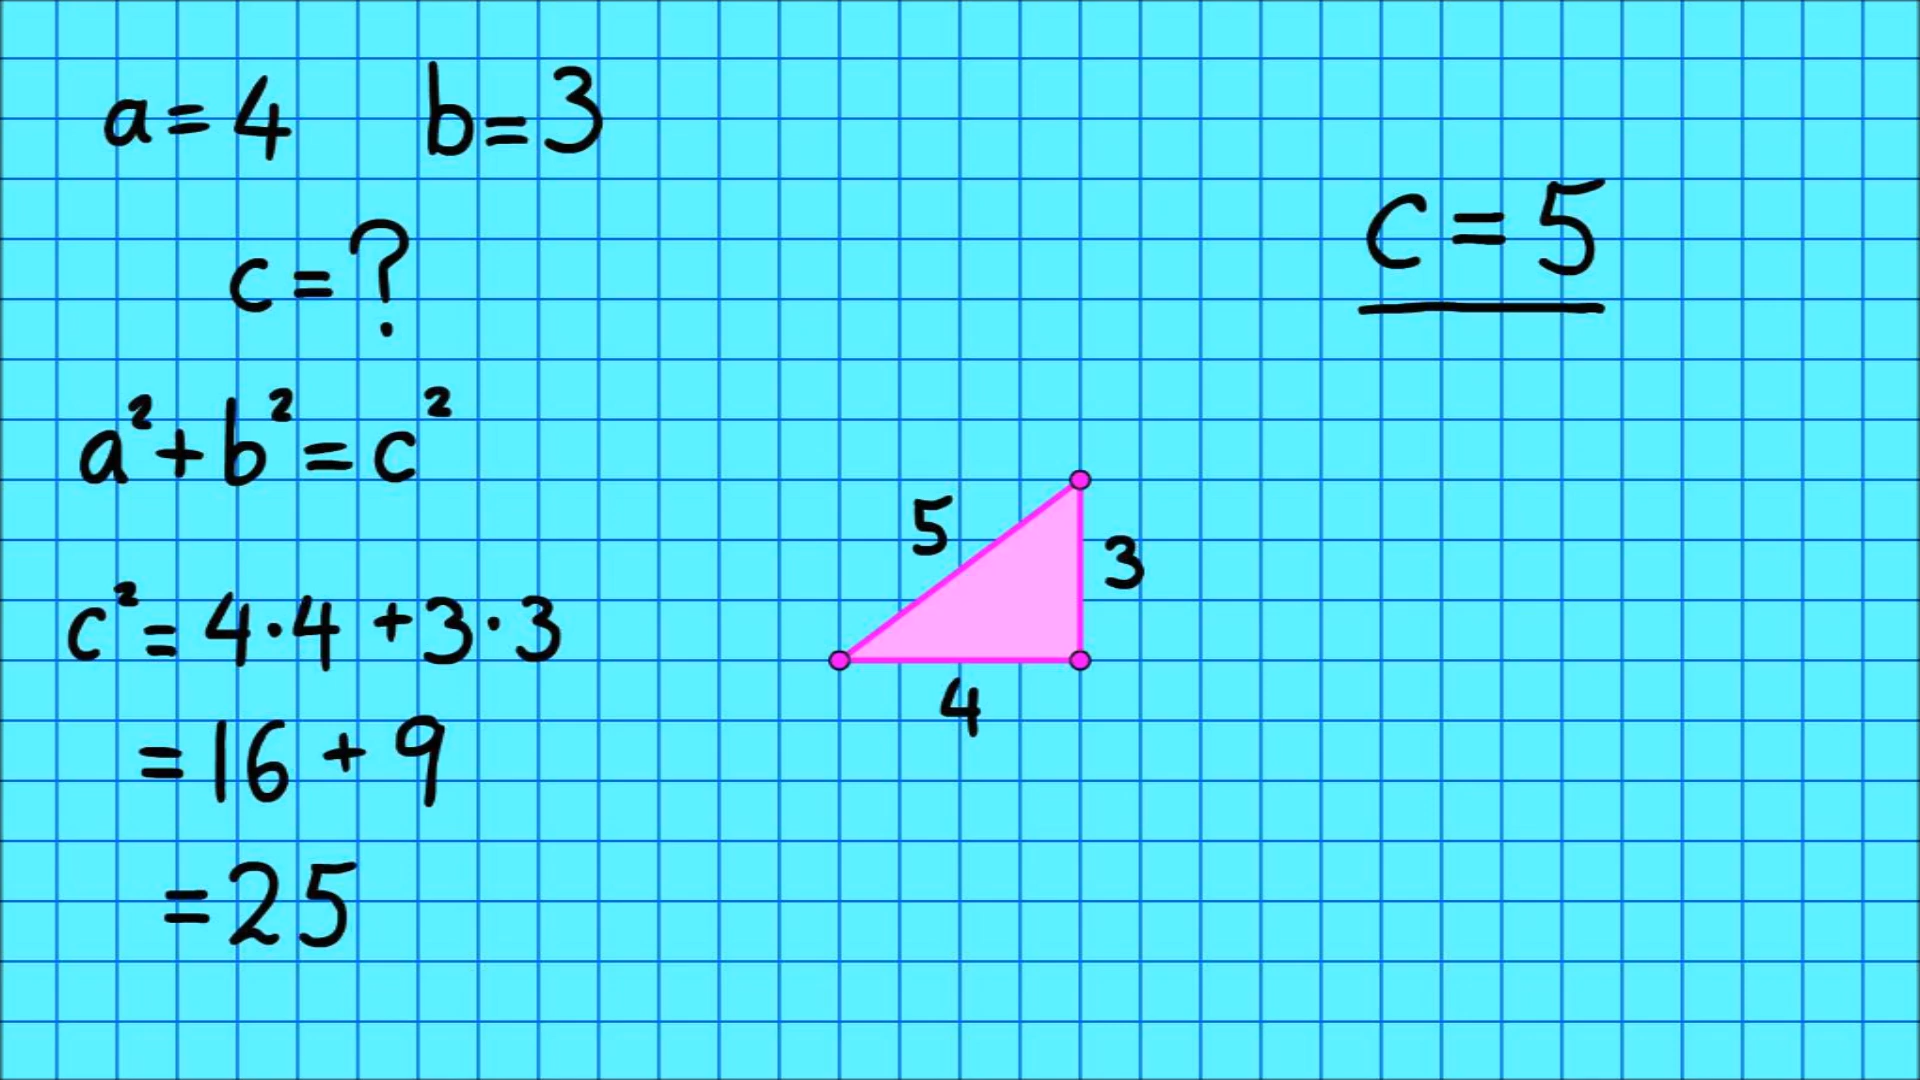 a = 4 b = 3
c = ?
a² + b² = c²
c² = 4·4 + 3·3
= 16 + 9
= 25
5
3
4
c = 5